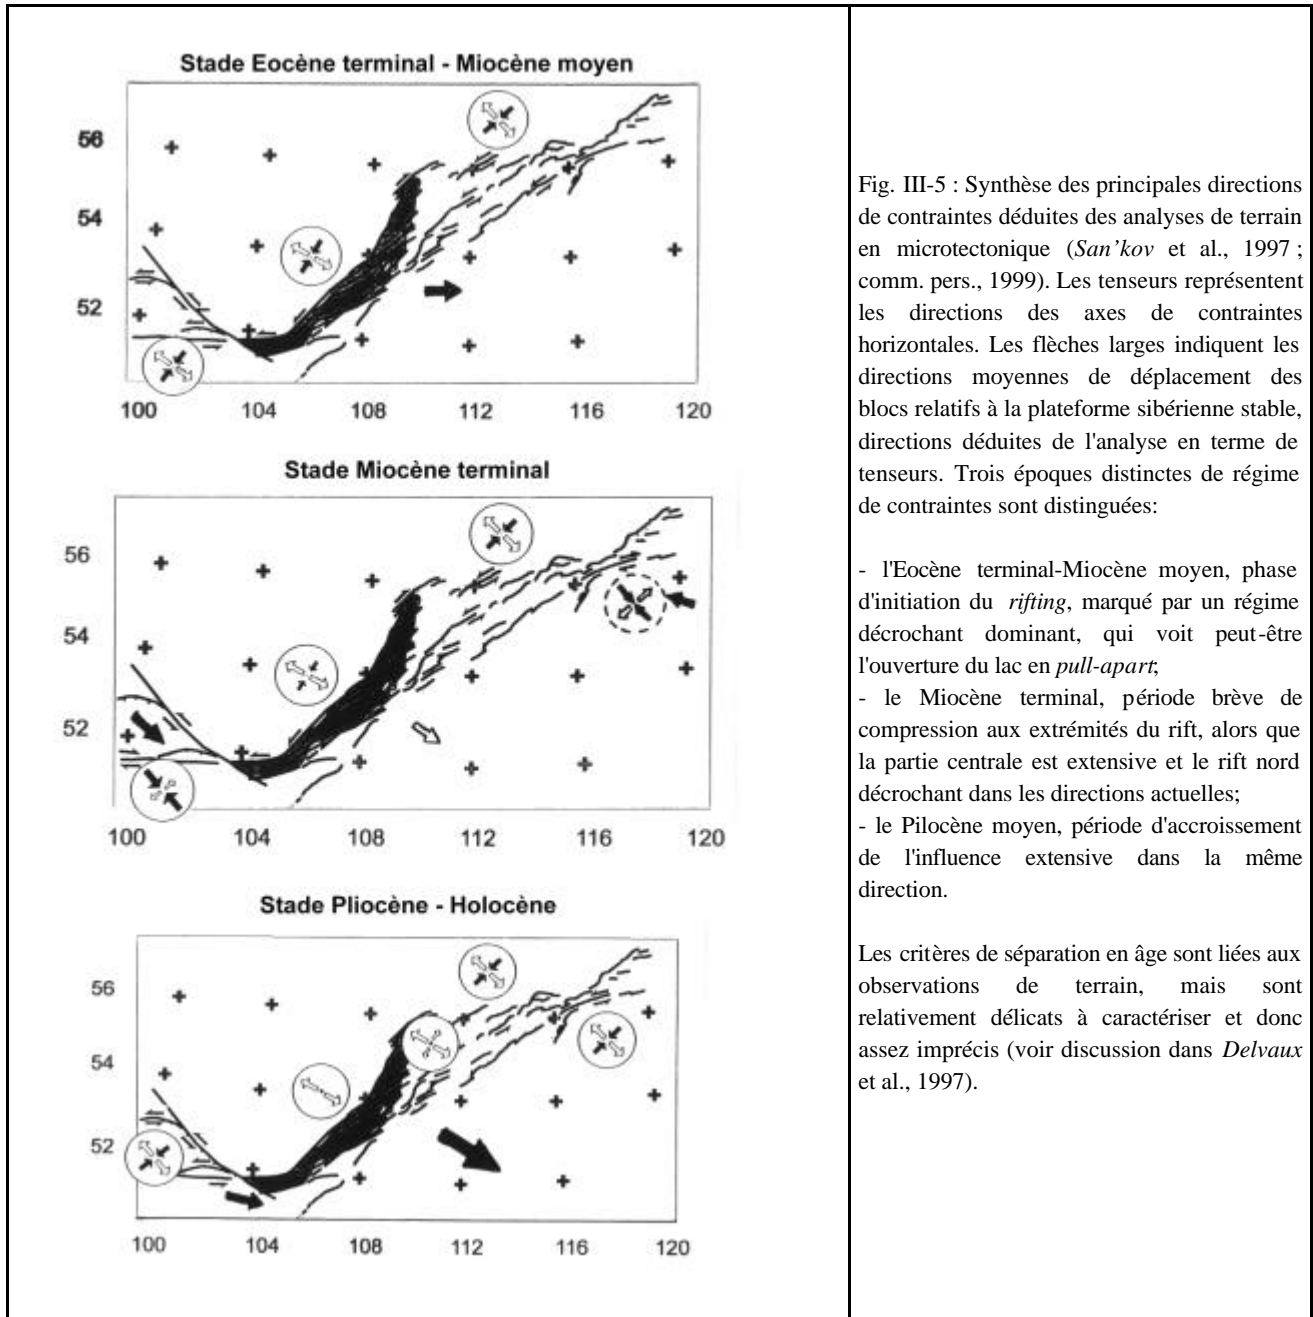 Stade Eocène terminal - Miocène moyen
56
54
52
100 104 108 112 116 120
Stade Miocène terminal
56
54
52
100 104 108 112 116 120
Stade Pliocène - Holocène
56
54
52
100 104 108 112 116 120
Fig. III-5 : Synthèse des principales directions
de contraintes déduites des analyses de terrain
en microtectonique (San'kov et al., 1997 ;
comm. pers., 1999). Les tenseurs représentent
les directions des axes de contraintes
horizontales. Les flèches larges indiquent les
directions moyennes de déplacement des
blocs relatifs à la plateforme sibérienne stable,
directions déduites de l'analyse en terme de
tenseurs. Trois époques distinctes de régime
de contraintes sont distinguées:
- l'Eocène terminal-Miocène moyen, phase
d'initiation du rifting, marqué par un régime
décrochant dominant, qui voit peut-être
l'ouverture du lac en pull-apart;
- le Miocène terminal, période brève de
compression aux extrémités du rift, alors que
la partie centrale est extensive et le rift nord
décrochant dans les directions actuelles;
- le Pilocène moyen, période d'accroissement
de l'influence extensive dans la même
direction.
Les critères de séparation en âge sont liées aux
observations de terrain, mais sont
relativement délicats à caractériser et donc
assez imprécis (voir discussion dans Delvaux
et al., 1997).